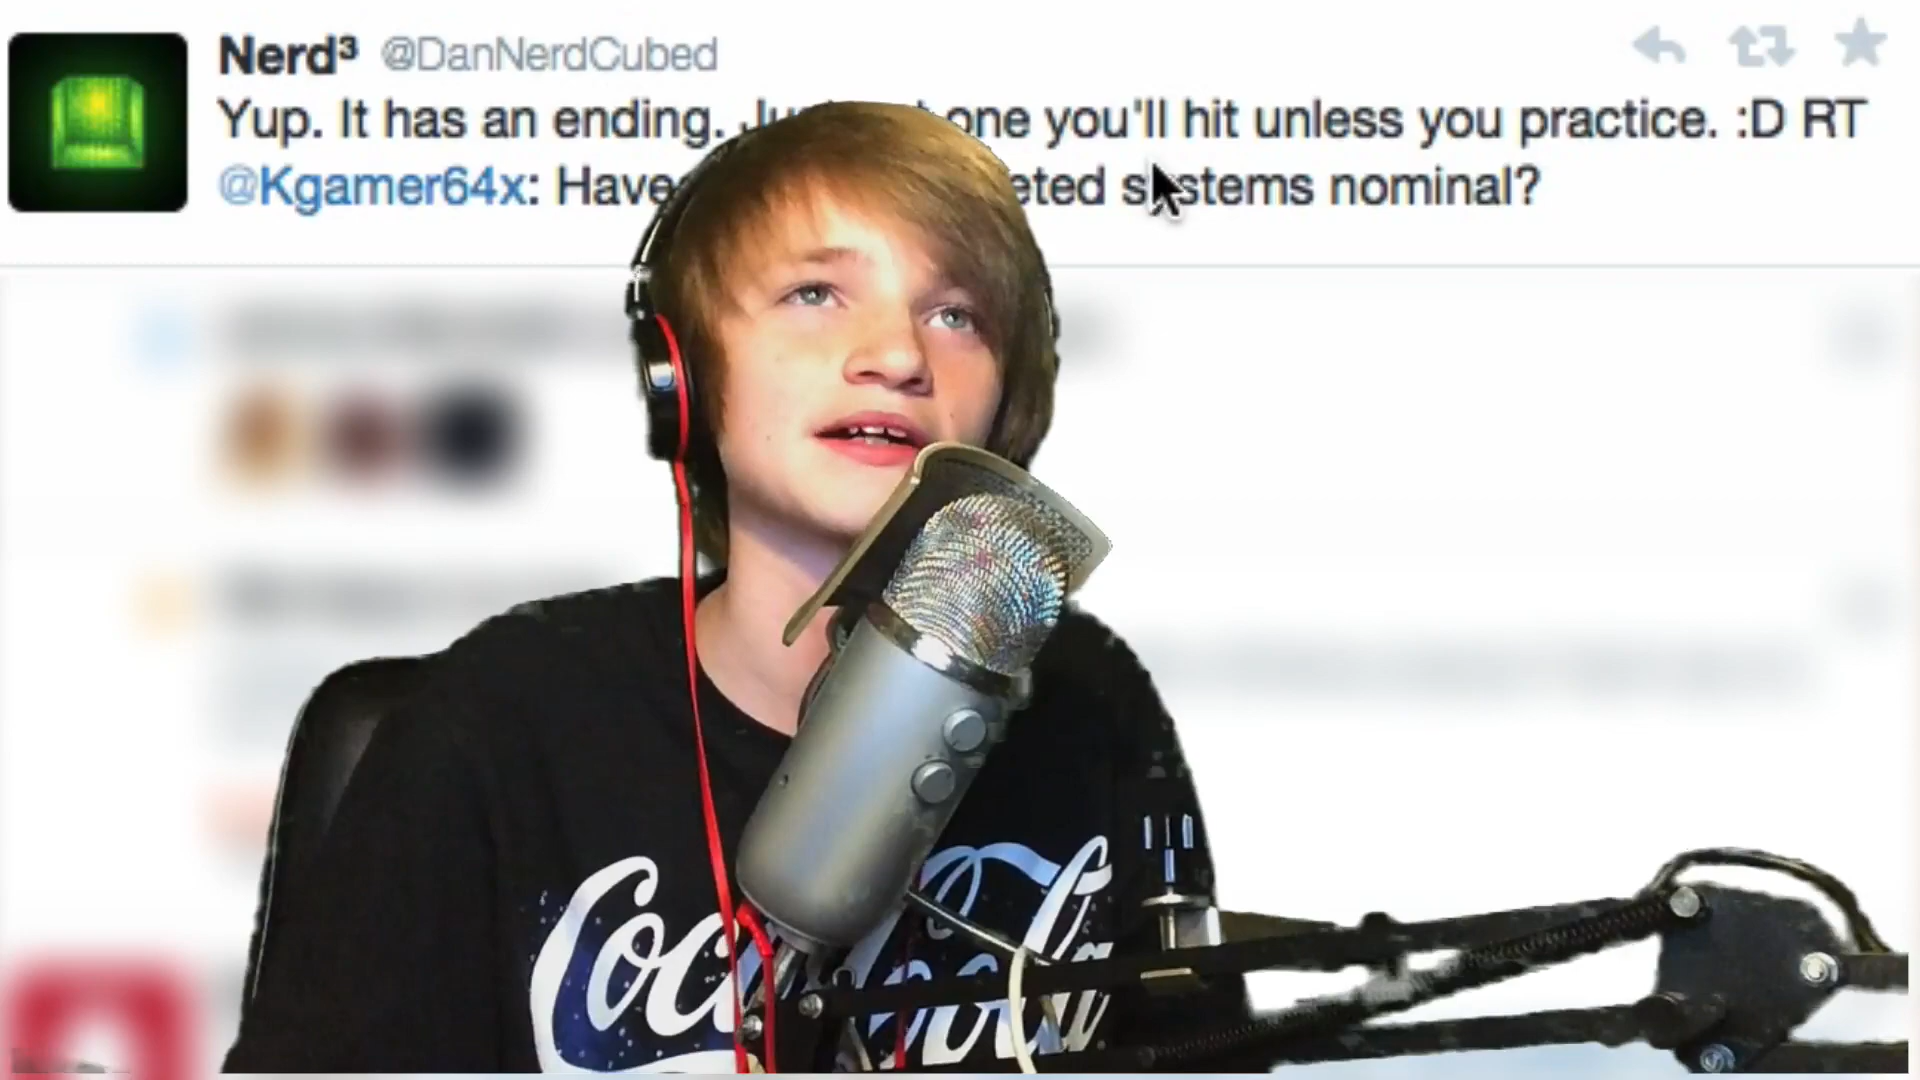 Nerd³ @DanNerdCubed
Yup. It has an ending. one you'll hit unless you practice. :D RT
@Kgamer64x: Have systems nominal?
Coca-Cola